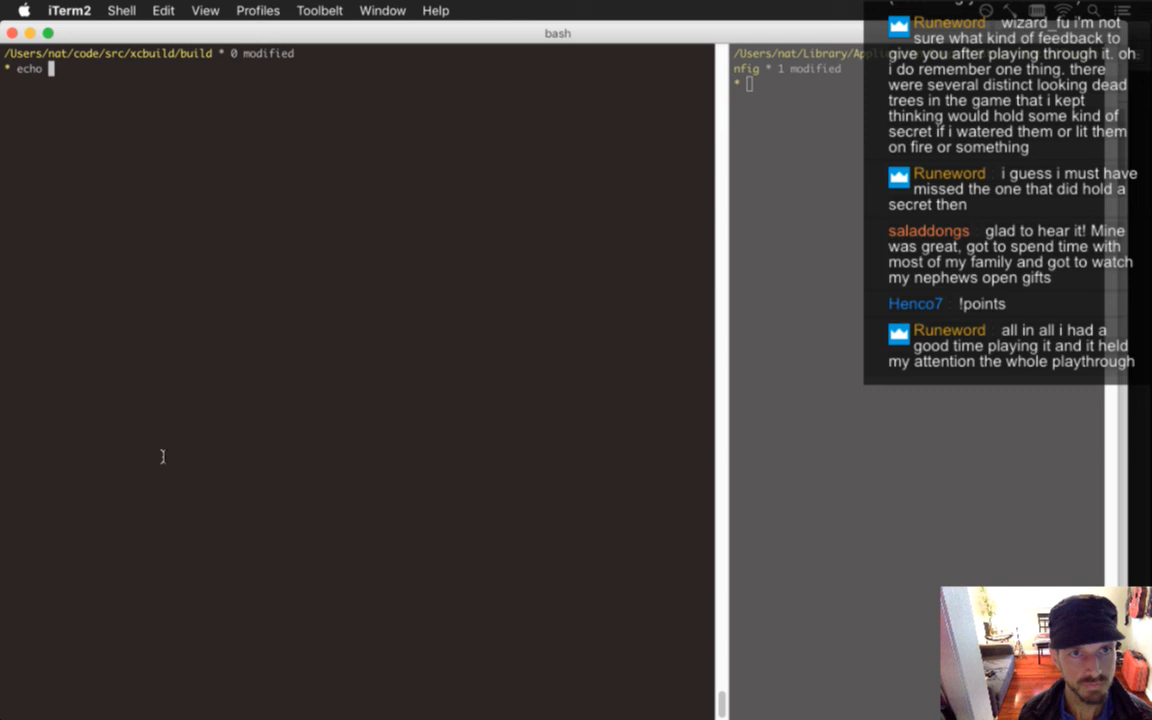 iTerm2 Shell Edit View Profiles Toolbelt Window Help
bash
/Users/nat/code/src/xcbuild/build * 0 modified
* echo
/Users/nat/Library/Appli
nfig * 1 modified
*
Runeword wizard_fu i'm not
sure what kind of feedback to
give you after playing through it. oh
i do remember one thing. there
were several distinct looking dead
trees in the game that i kept
thinking would hold some kind of
secret if i watered them or lit them
on fire or something
Runeword i guess i must have
missed the one that did hold a
secret then
saladdongs glad to hear it! Mine
was great, got to spend time with
most of my family and got to watch
my nephews open gifts
Henco7 !points
Runeword all in all i had a
good time playing it and it held
my attention the whole playthrough